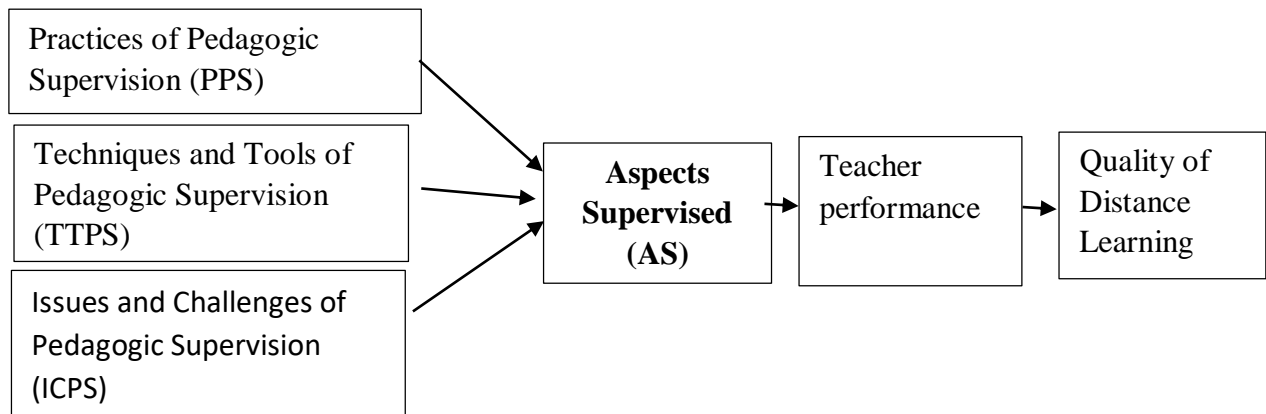 Practices of Pedagogic
Supervision (PPS)
Techniques and Tools of
Pedagogic Supervision
(TTPS)
Issues and Challenges of
Pedagogic Supervision
(ICPS)
Aspects
Supervised
(AS)
Teacher
performance
Quality of
Distance
Learning